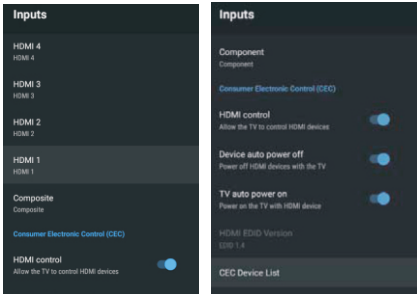 Inputs
HDMI 4
HDMI 4
HDMI 3
HDMI 3
HDMI 2
HDMI 2
HDMI 1
HDMI 1
Composite
Composite
Consumer Electronic Control (CEC)
HDMI control
Allow the TV to control HDMI devices
Inputs
Component
Component
Consumer Electronic Control (CEC)
HDMI control
Allow the TV to control HDMI devices
Device auto power off
Power off HDMI devices with the TV
TV auto power on
Power on the TV with HDMI device
HDMI EDID Version
EDID 1.4
CEC Device List